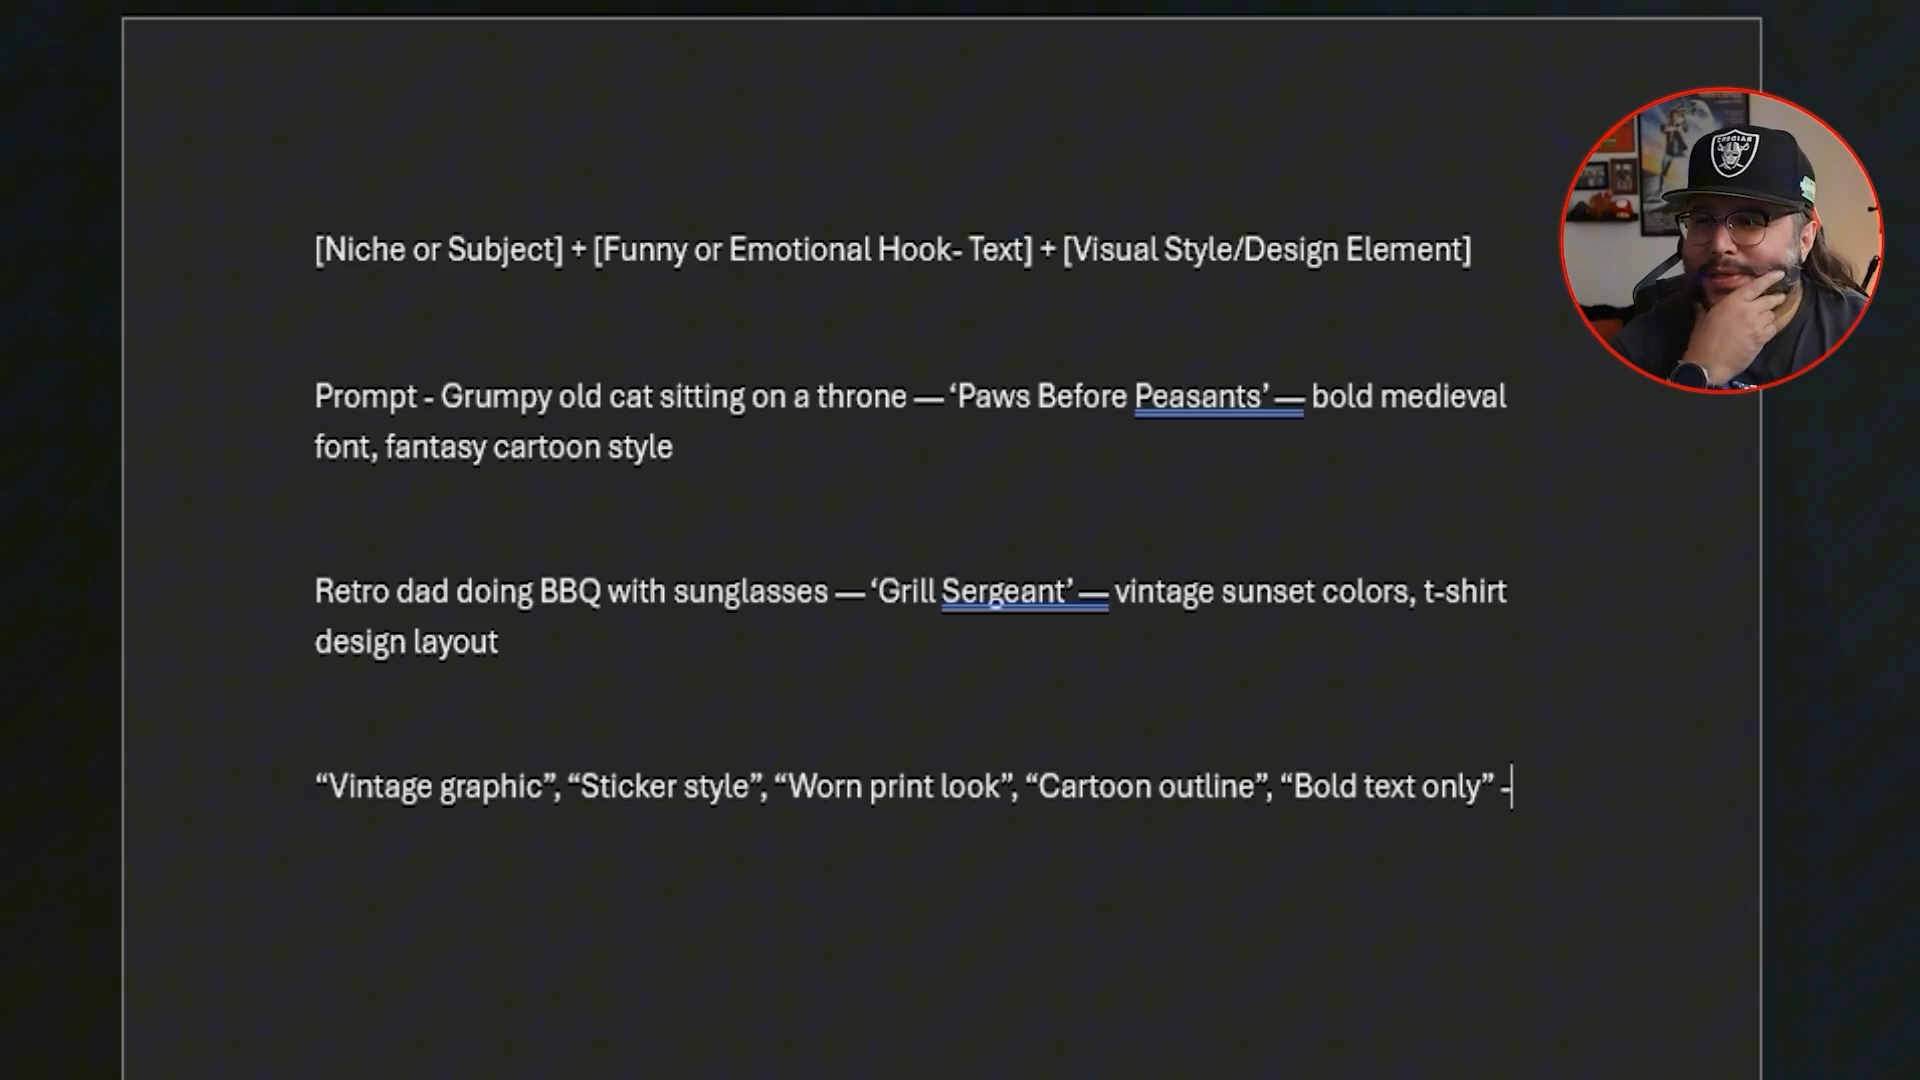 [Niche or Subject] + [Funny or Emotional Hook- Text] + [Visual Style/Design Element]
Prompt - Grumpy old cat sitting on a throne — ‘Paws Before Peasants’ — bold medieval
font, fantasy cartoon style
Retro dad doing BBQ with sunglasses — ‘Grill Sergeant’ — vintage sunset colors, t-shirt
design layout
“Vintage graphic”, “Sticker style”, “Worn print look”, “Cartoon outline”, “Bold text only” -